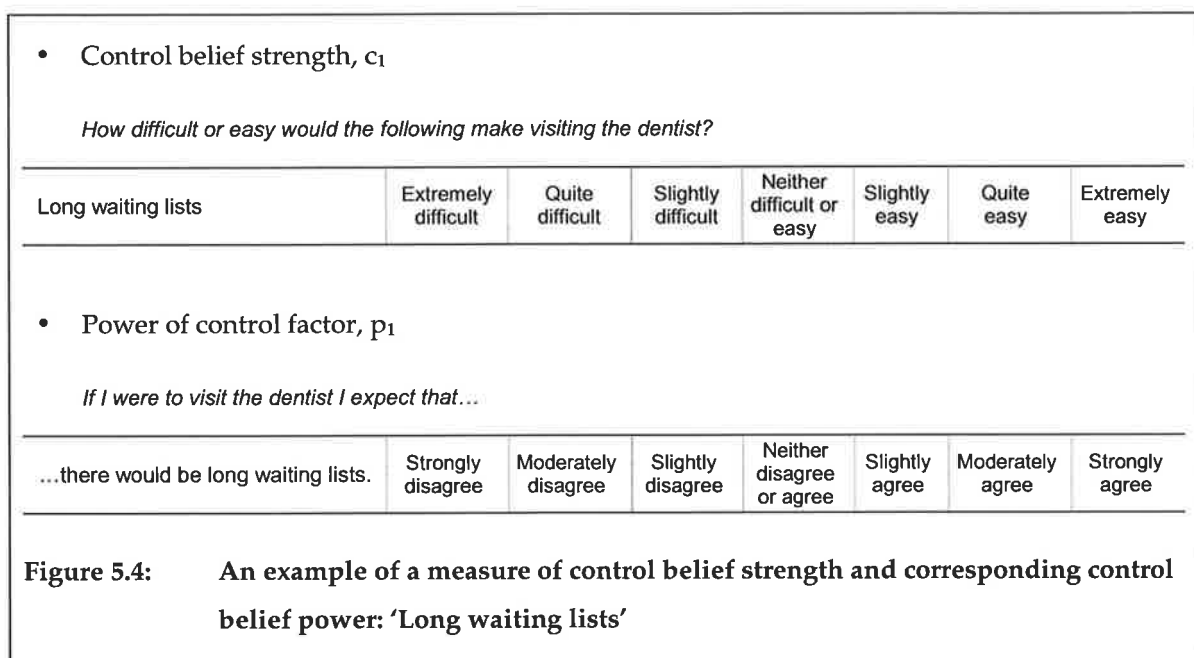 • Control belief strength, c₁
How difficult or easy would the following make visiting the dentist?
Long waiting lists Extremely difficult Quite difficult Slightly difficult Neither difficult or easy Slightly easy Quite easy Extremely easy
• Power of control factor, p₁
If I were to visit the dentist I expect that…
…there would be long waiting lists. Strongly disagree Moderately disagree Slightly disagree Neither disagree or agree Slightly agree Moderately agree Strongly agree
Figure 5.4: An example of a measure of control belief strength and corresponding control
belief power: 'Long waiting lists'